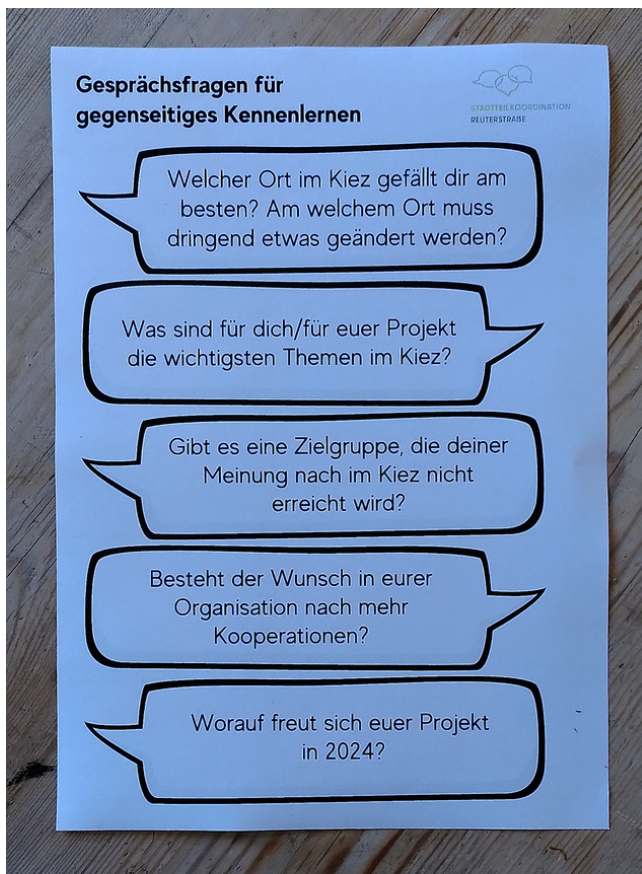 Gesprächsfragen für
gegenseitiges Kennenlernen
STADTTEILKOORDINATION
REUTERSTRAßE
Welcher Ort im Kiez gefällt dir am
besten? Am welchem Ort muss
dringend etwas geändert werden?
Was sind für dich/für euer Projekt
die wichtigsten Themen im Kiez?
Gibt es eine Zielgruppe, die deiner
Meinung nach im Kiez nicht
erreicht wird?
Besteht der Wunsch in eurer
Organisation nach mehr
Kooperationen?
Worauf freut sich euer Projekt
in 2024?